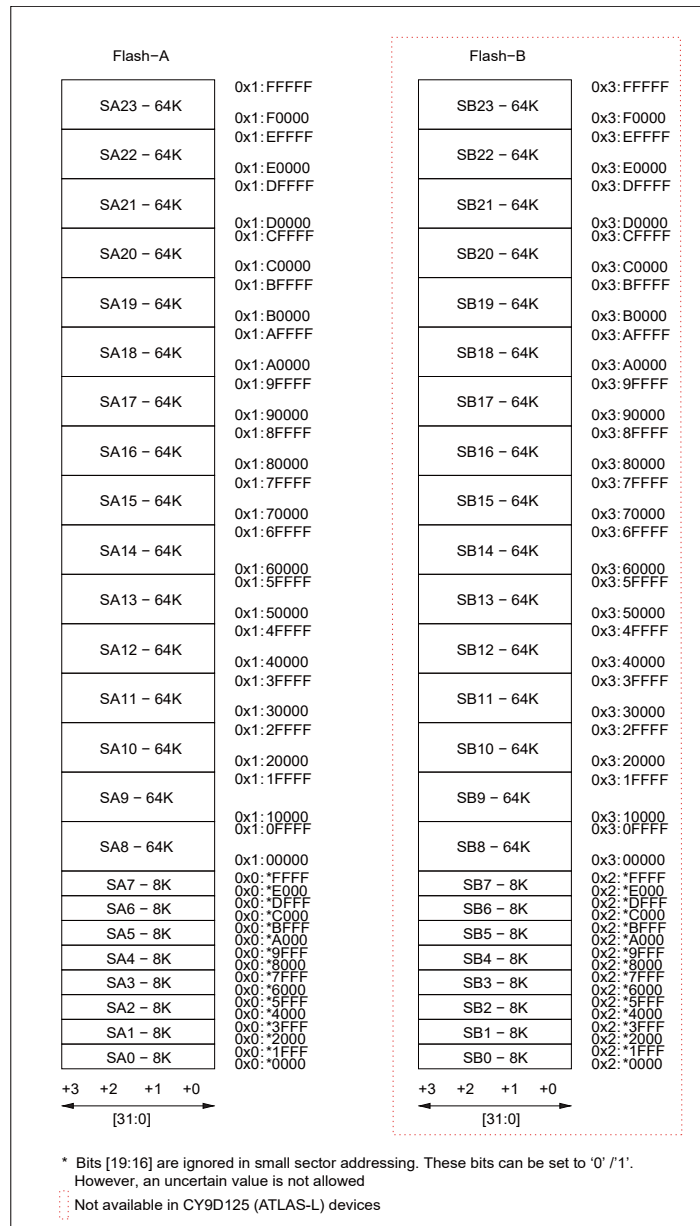 Flash−A
Flash−B
SA23 − 64K
0x1:FFFFF
0x1:F0000
SB23 − 64K
0x3:FFFFF
0x3:F0000
SA22 − 64K
0x1:EFFFF
0x1:E0000
SB22 − 64K
0x3:EFFFF
0x3:E0000
SA21 − 64K
0x1:DFFFF
0x1:D0000
SB21 − 64K
0x3:DFFFF
0x3:D0000
SA20 − 64K
0x1:CFFFF
0x1:C0000
SB20 − 64K
0x3:CFFFF
0x3:C0000
SA19 − 64K
0x1:BFFFF
0x1:B0000
SB19 − 64K
0x3:BFFFF
0x3:B0000
SA18 − 64K
0x1:AFFFF
0x1:A0000
SB18 − 64K
0x3:AFFFF
0x3:A0000
SA17 − 64K
0x1:9FFFF
0x1:90000
SB17 − 64K
0x3:9FFFF
0x3:90000
SA16 − 64K
0x1:8FFFF
0x1:80000
SB16 − 64K
0x3:8FFFF
0x3:80000
SA15 − 64K
0x1:7FFFF
0x1:70000
SB15 − 64K
0x3:7FFFF
0x3:70000
SA14 − 64K
0x1:6FFFF
0x1:60000
SB14 − 64K
0x3:6FFFF
0x3:60000
SA13 − 64K
0x1:5FFFF
0x1:50000
SB13 − 64K
0x3:5FFFF
0x3:50000
SA12 − 64K
0x1:4FFFF
0x1:40000
SB12 − 64K
0x3:4FFFF
0x3:40000
SA11 − 64K
0x1:3FFFF
0x1:30000
SB11 − 64K
0x3:3FFFF
0x3:30000
SA10 − 64K
0x1:2FFFF
0x1:20000
SB10 − 64K
0x3:2FFFF
0x3:20000
SA9 − 64K
0x1:1FFFF
0x1:10000
SB9 − 64K
0x3:1FFFF
0x3:10000
SA8 − 64K
0x1:0FFFF
0x1:00000
SB8 − 64K
0x3:0FFFF
0x3:00000
SA7 − 8K
0x0:*FFFF
0x0:*E000
SB7 − 8K
0x2:*FFFF
0x2:*E000
SA6 − 8K
0x0:*DFFF
0x0:*C000
SB6 − 8K
0x2:*DFFF
0x2:*C000
SA5 − 8K
0x0:*BFFF
0x0:*A000
SB5 − 8K
0x2:*BFFF
0x2:*A000
SA4 − 8K
0x0:*9FFF
0x0:*8000
SB4 − 8K
0x2:*9FFF
0x2:*8000
SA3 − 8K
0x0:*7FFF
0x0:*6000
SB3 − 8K
0x2:*7FFF
0x2:*6000
SA2 − 8K
0x0:*5FFF
0x0:*4000
SB2 − 8K
0x2:*5FFF
0x2:*4000
SA1 − 8K
0x0:*3FFF
0x0:*2000
SB1 − 8K
0x2:*3FFF
0x2:*2000
SA0 − 8K
0x0:*1FFF
0x0:*0000
SB0 − 8K
0x2:*1FFF
0x2:*0000
+3 +2 +1 +0
+3 +2 +1 +0
[31:0]
[31:0]
* Bits [19:16] are ignored in small sector addressing. These bits can be set to ‘0’ /’1’.
However, an uncertain value is not allowed
Not available in CY9D125 (ATLAS-L) devices